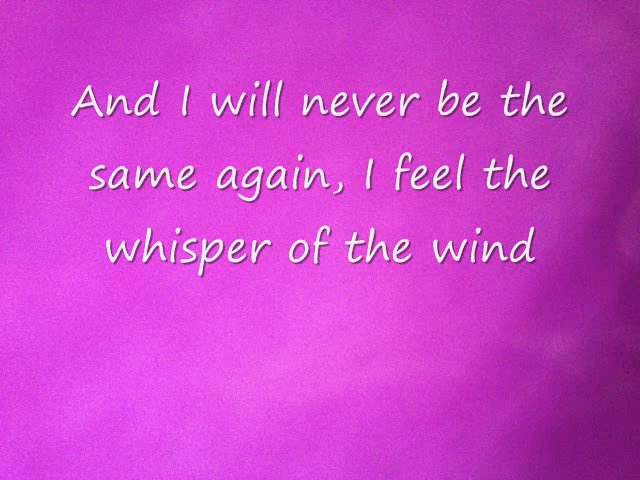 And I will never be the
same again, I feel the
whisper of the wind